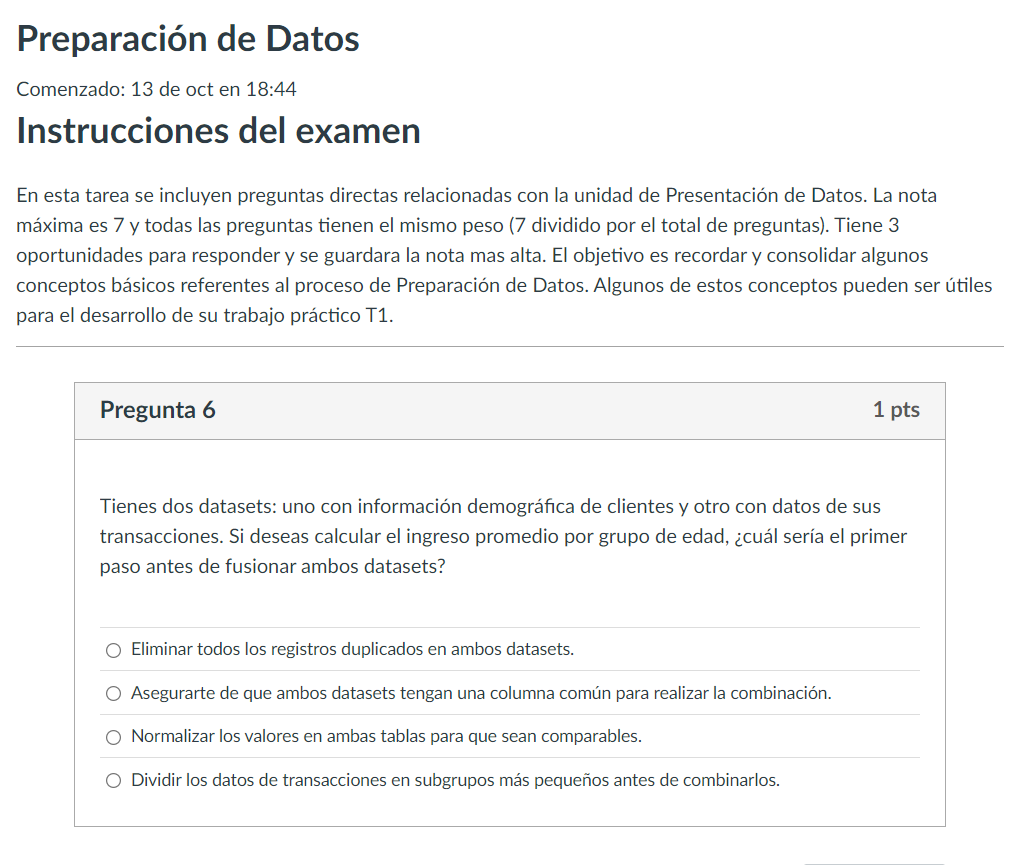 Preparación de Datos
Comenzado: 13 de oct en 18:44
Instrucciones del examen
En esta tarea se incluyen preguntas directas relacionadas con la unidad de Presentación de Datos. La nota
máxima es 7 y todas las preguntas tienen el mismo peso (7 dividido por el total de preguntas). Tiene 3
oportunidades para responder y se guardara la nota mas alta. El objetivo es recordar y consolidar algunos
conceptos básicos referentes al proceso de Preparación de Datos. Algunos de estos conceptos pueden ser útiles
para el desarrollo de su trabajo práctico T1.
Pregunta 6 1 pts
Tienes dos datasets: uno con información demográfica de clientes y otro con datos de sus
transacciones. Si deseas calcular el ingreso promedio por grupo de edad, ¿cuál sería el primer
paso antes de fusionar ambos datasets?
Eliminar todos los registros duplicados en ambos datasets.
Asegurarte de que ambos datasets tengan una columna común para realizar la combinación.
Normalizar los valores en ambas tablas para que sean comparables.
Dividir los datos de transacciones en subgrupos más pequeños antes de combinarlos.